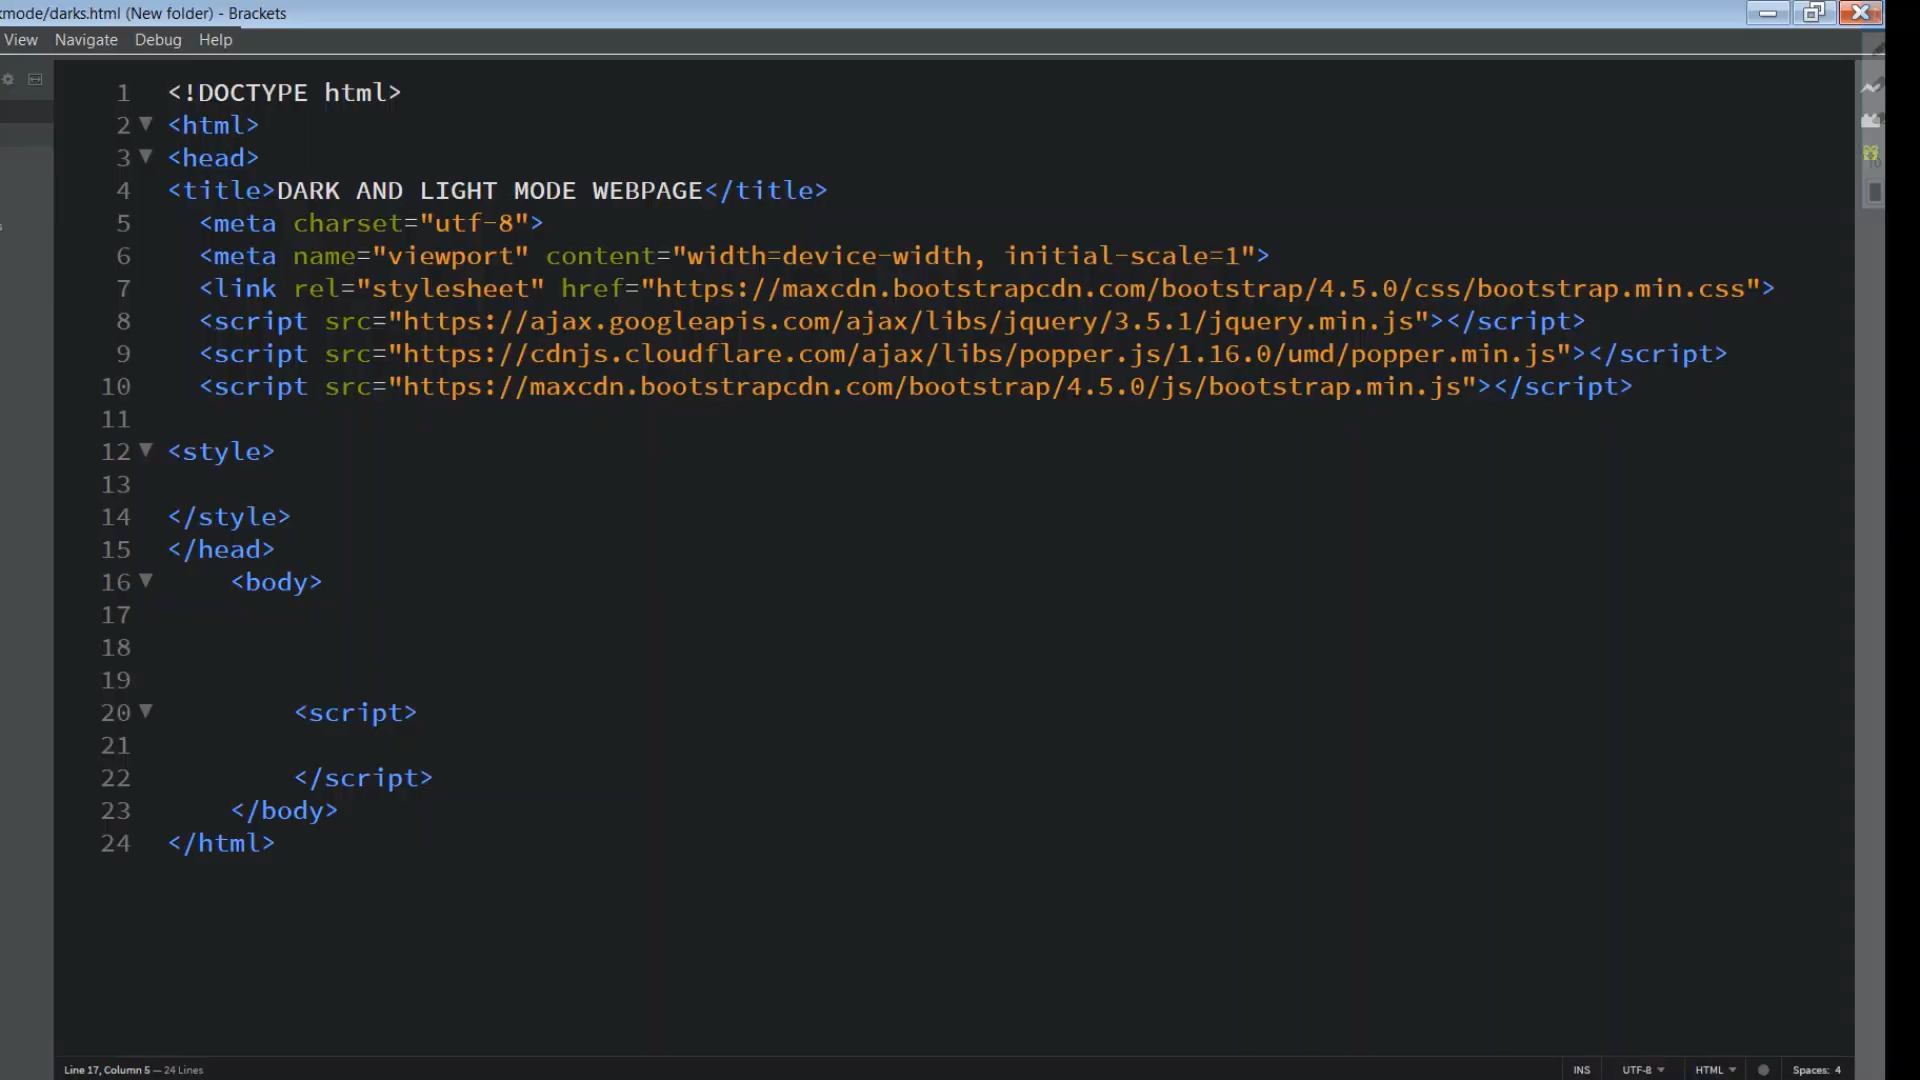 kmode/darks.html (New folder) - Brackets
View Navigate Debug Help
1 <!DOCTYPE html>
2 <html>
3 <head>
4 <title>DARK AND LIGHT MODE WEBPAGE</title>
5 <meta charset="utf-8">
6 <meta name="viewport" content="width=device-width, initial-scale=1">
7 <link rel="stylesheet" href="https://maxcdn.bootstrapcdn.com/bootstrap/4.5.0/css/bootstrap.min.css">
8 <script src="https://ajax.googleapis.com/ajax/libs/jquery/3.5.1/jquery.min.js"></script>
9 <script src="https://cdnjs.cloudflare.com/ajax/libs/popper.js/1.16.0/umd/popper.min.js"></script>
10 <script src="https://maxcdn.bootstrapcdn.com/bootstrap/4.5.0/js/bootstrap.min.js"></script>
11
12 <style>
13
14 </style>
15 </head>
16 <body>
17
18
19
20 <script>
21
22 </script>
23 </body>
24 </html>
Line 17, Column 5 — 24 Lines INS UTF-8 HTML Spaces: 4